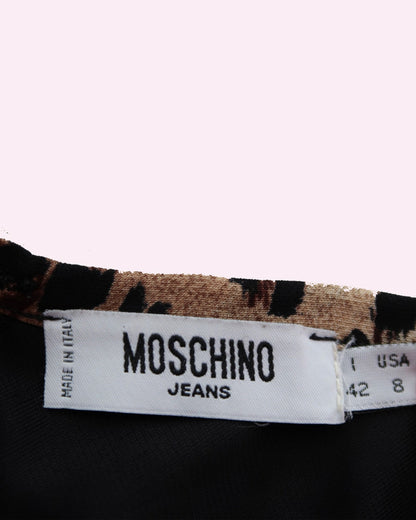 MADE IN ITALY
MOSCHINO
JEANS
I USA
42 8